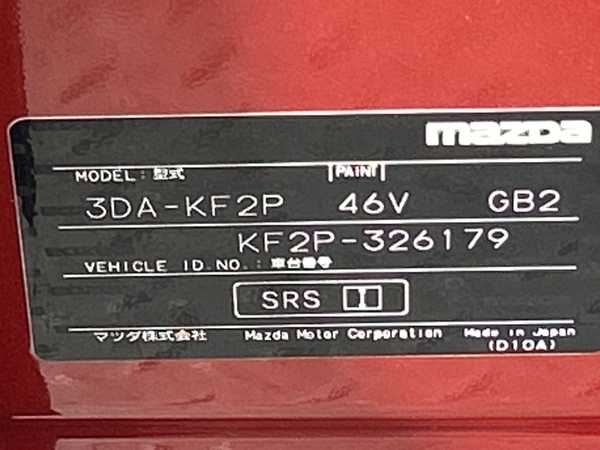 mazda
MODEL: 型式 PAINT
3DA-KF2P 46V GB2
KF2P-326179
VEHICLE ID.NO.: 車台番号
SRS
マツダ株式会社 Mazda Motor Corporation Made in Japan
(D10A)